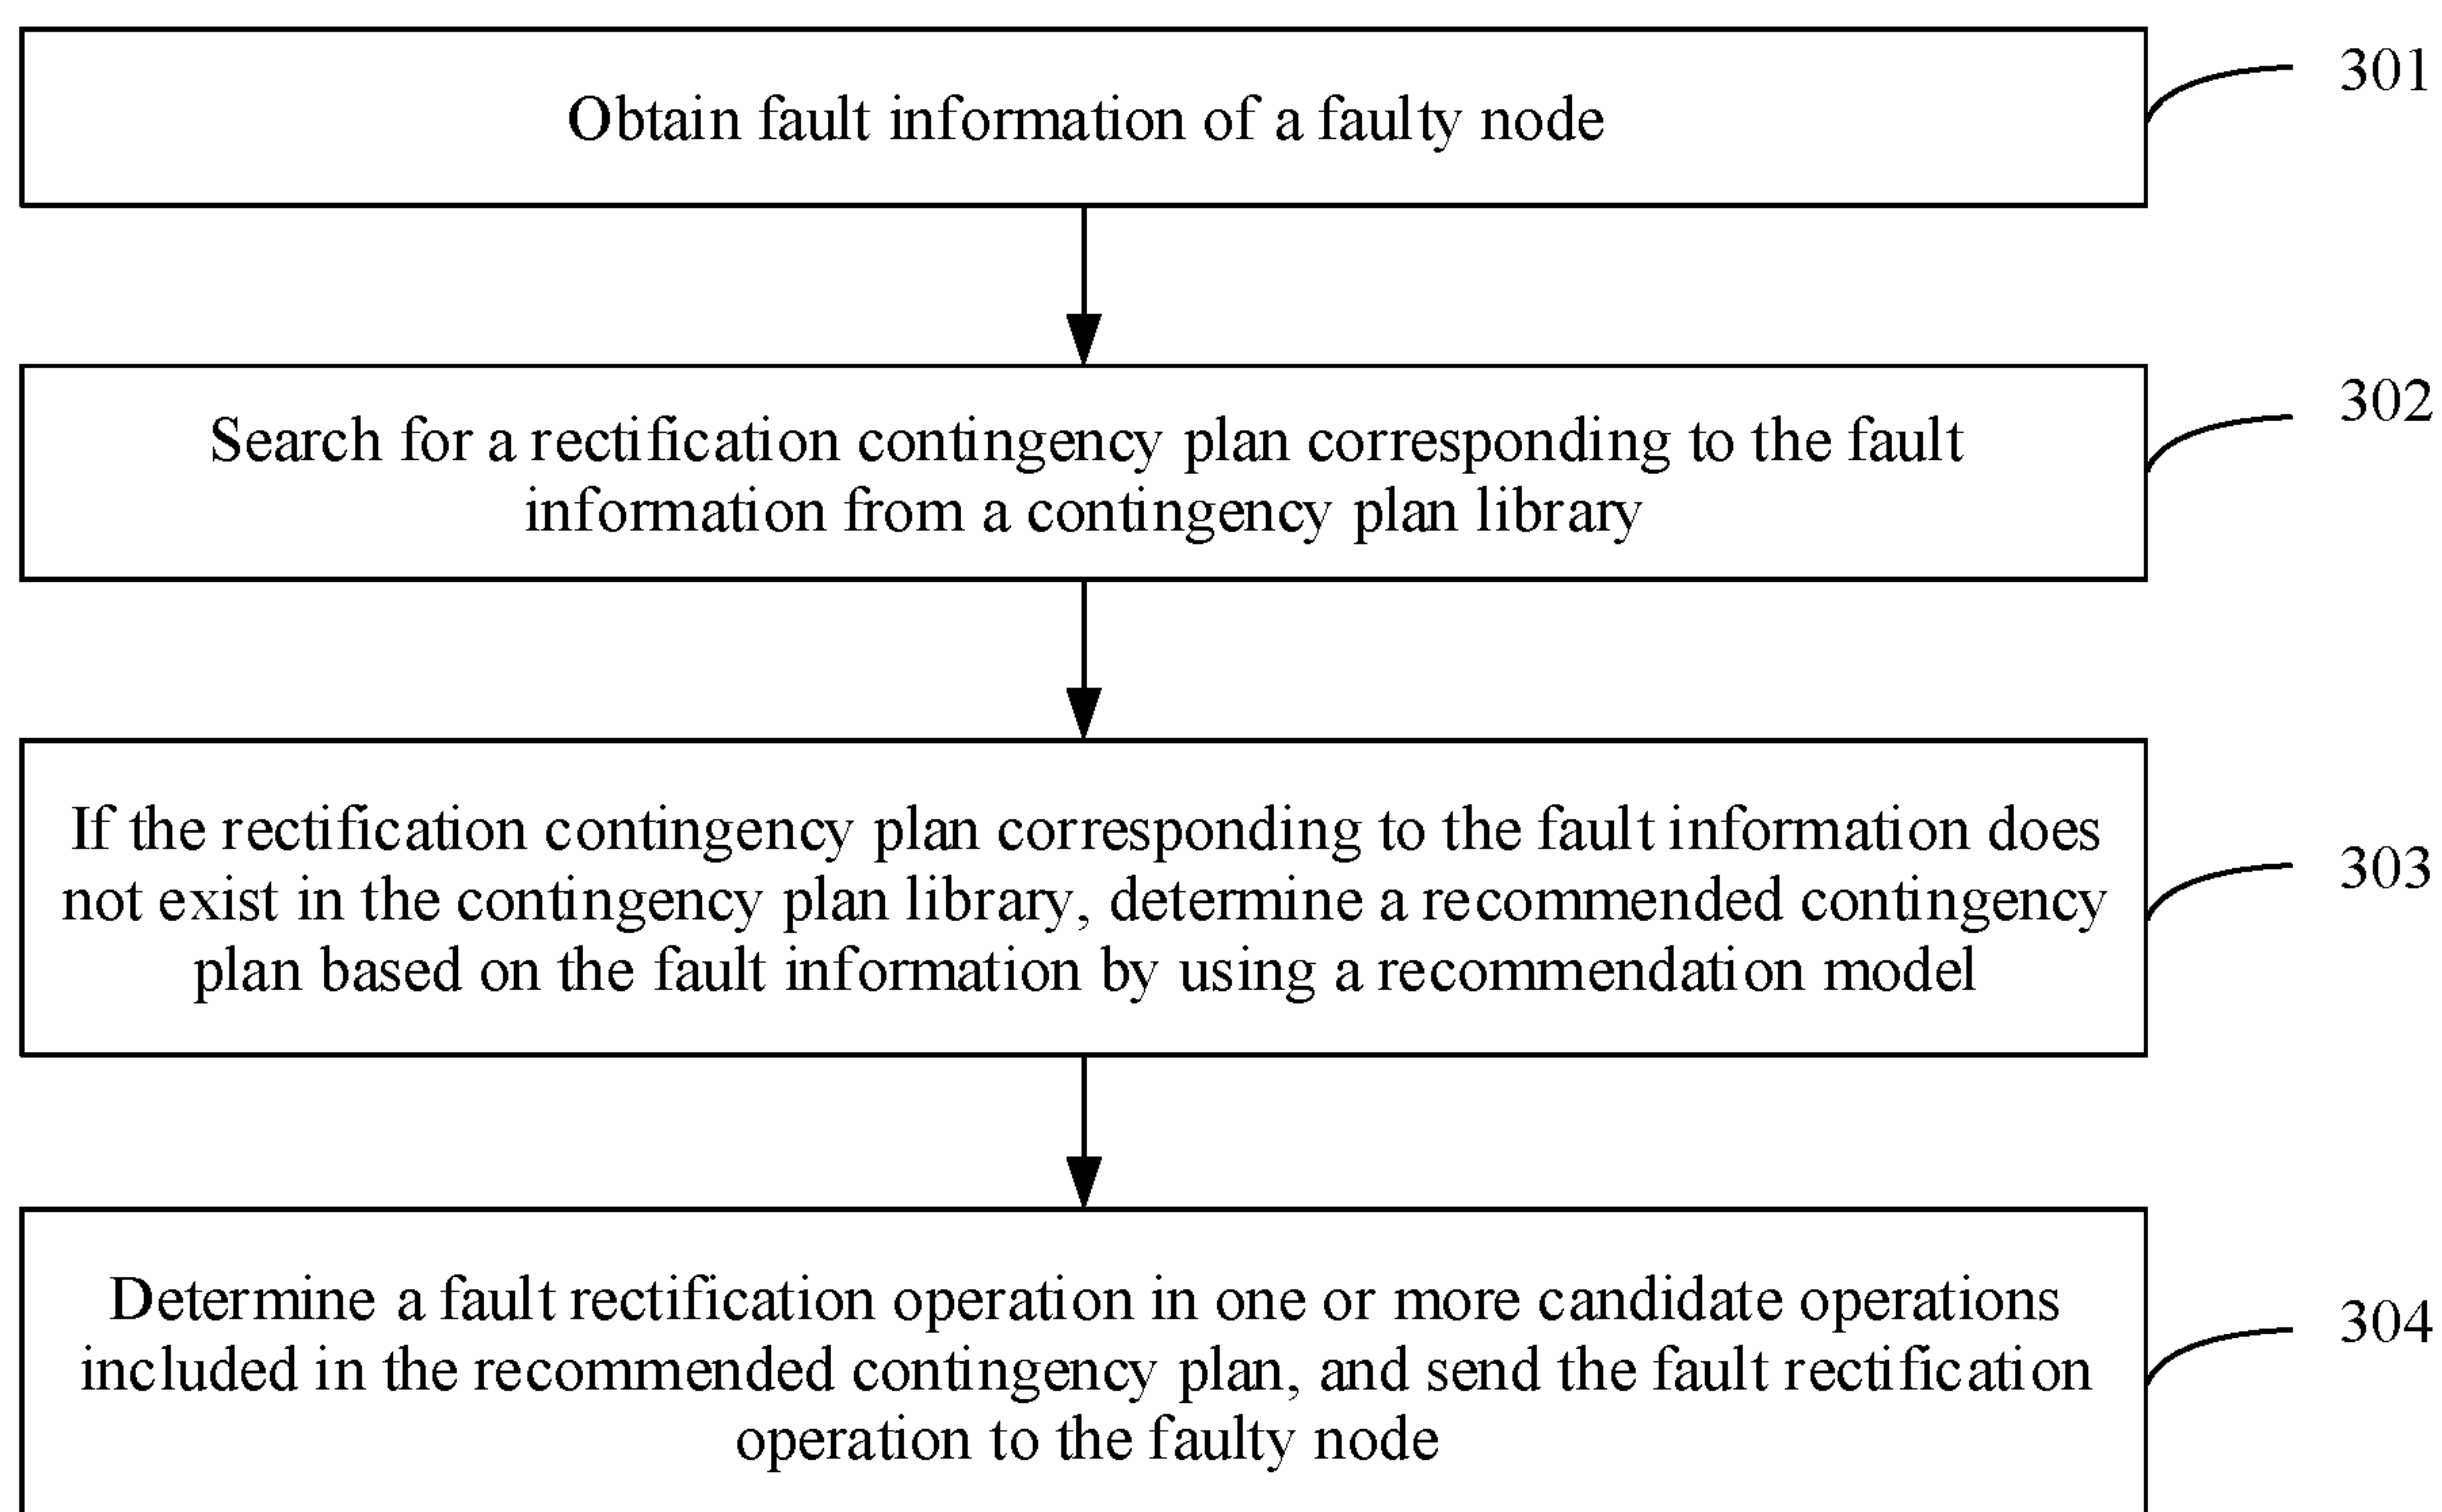 Obtain fault information of a faulty node
301
Search for a rectification contingency plan corresponding to the fault
information from a contingency plan library
302
If the rectification contingency plan corresponding to the fault information does
not exist in the contingency plan library, determine a recommended contingency
plan based on the fault information by using a recommendation model
303
Determine a fault rectification operation in one or more candidate operations
included in the recommended contingency plan, and send the fault rectification
operation to the faulty node
304